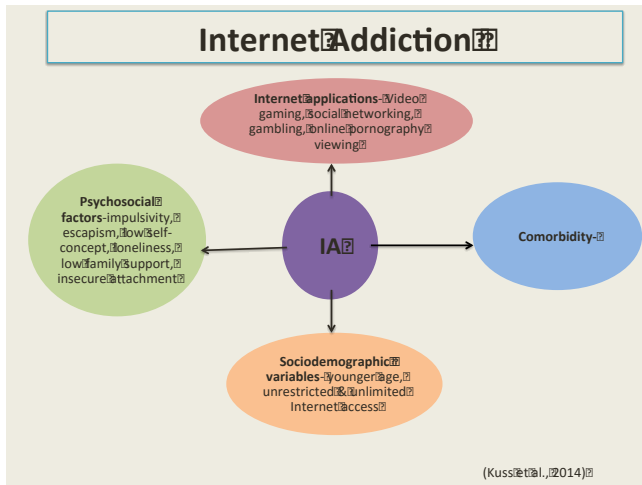 Internet Addiction
Internet applications- Video
gaming, social networking,
gambling, online pornography
viewing
Psychosocial
factors-impulsivity,
escapism, low self-
concept, loneliness,
low family support,
insecure attachment
IA
Comorbidity-
Sociodemographic
variables- younger age,
unrestricted & unlimited
Internet access
(Kuss et al., 2014)